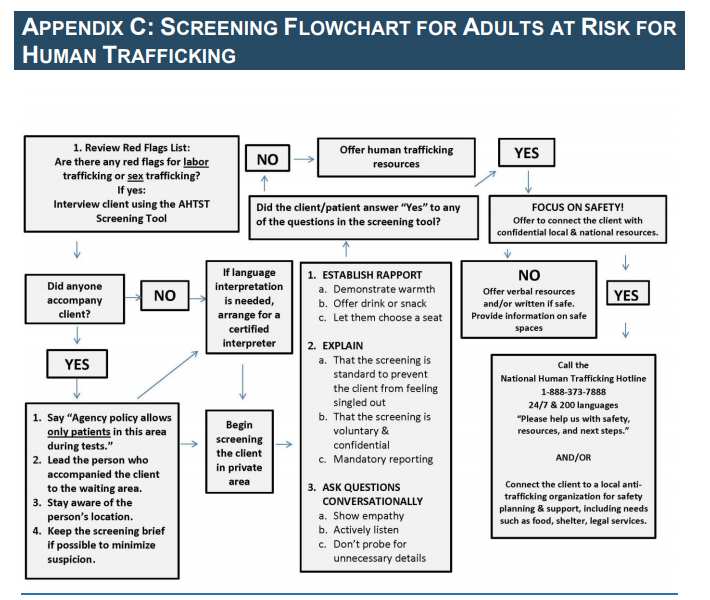 APPENDIX C: SCREENING FLOWCHART FOR ADULTS AT RISK FOR
HUMAN TRAFFICKING
1. Review Red Flags List:
Are there any red flags for labor
trafficking or sex trafficking?
If yes:
Interview client using the AHTST
Screening Tool
NO
Offer human trafficking
resources
YES
Did the client/patient answer “Yes” to any
of the questions in the screening tool?
FOCUS ON SAFETY!
Offer to connect the client with
confidential local & national resources.
Did anyone
accompany
client?
NO
If language
interpretation
is needed,
arrange for a
certified
interpreter
YES
1. Say “Agency policy allows
only patients in this area
during tests.”
2. Lead the person who
accompanied the client
to the waiting area.
3. Stay aware of the
person’s location.
4. Keep the screening brief
if possible to minimize
suspicion.
Begin
screening
the client
in private
area
1. ESTABLISH RAPPORT
a. Demonstrate warmth
b. Offer drink or snack
c. Let them choose a seat
2. EXPLAIN
a. That the screening is
standard to prevent
the client from feeling
singled out
b. That the screening is
voluntary &
confidential
c. Mandatory reporting
3. ASK QUESTIONS
CONVERSATIONALLY
a. Show empathy
b. Actively listen
c. Don’t probe for
unnecessary details
NO
Offer verbal resources
and/or written if safe.
Provide information on safe
spaces
YES
Call the
National Human Trafficking Hotline
1-888-373-7888
24/7 & 200 languages
“Please help us with safety,
resources, and next steps.”
AND/OR
Connect the client to a local anti-
trafficking organization for safety
planning & support, including needs
such as food, shelter, legal services.